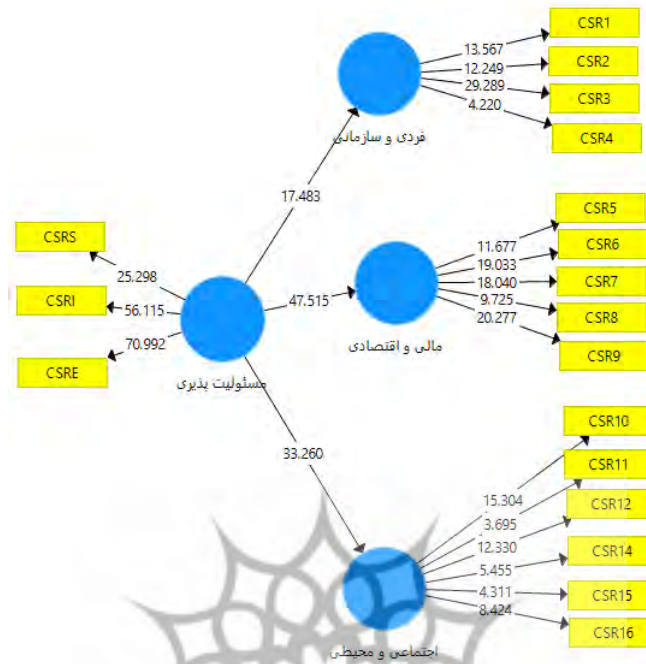 CSR1
13.567
CSR2
12.249
CSR3
29.289
CSR4
4.220
فردی و سازمانی
17.483
CSRS
25.298
CSRI
56.115
CSRE
70.992
مسئولیت پذیری
47.515
CSR5
11.677
CSR6
19.033
CSR7
18.040
CSR8
9.725
CSR9
20.277
مالی و اقتصادی
33.260
CSR10
15.304
CSR11
3.695
CSR12
12.330
CSR14
5.455
CSR15
4.311
CSR16
8.424
اجتماعی و محیطی